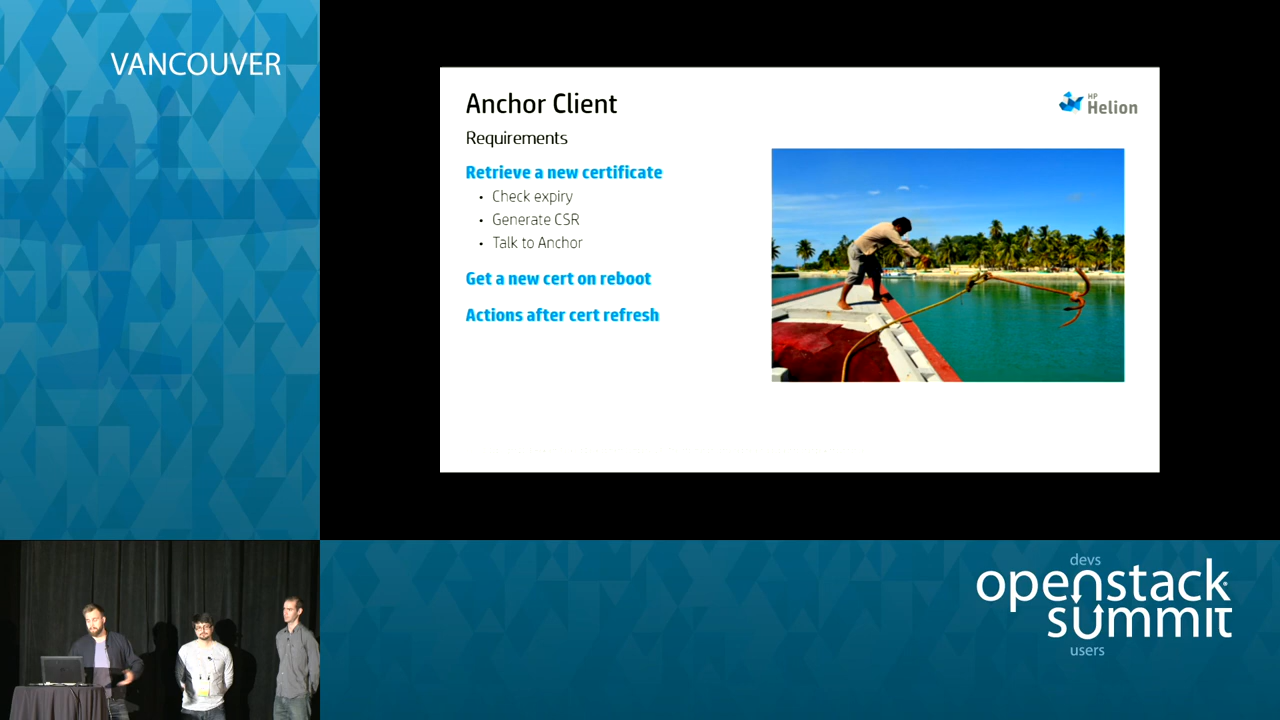 VANCOUVER
Anchor Client
HP
Helion
Requirements
Retrieve a new certificate
• Check expiry
• Generate CSR
• Talk to Anchor
Get a new cert on reboot
Actions after cert refresh
devs
openstack
summit
users